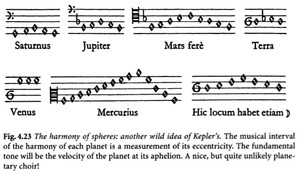 Saturnus Jupiter Mars ferè Terra
Venus Mercurius Hic locum habet etiam ☽
Fig. 4.23 The harmony of spheres: another wild idea of Kepler's. The musical interval
of the harmony of each planet is a measurement of its eccentricity. The fundamental
tone will be the velocity of the planet at its aphelion. A nice, but quite unlikely plane-
tary choir!